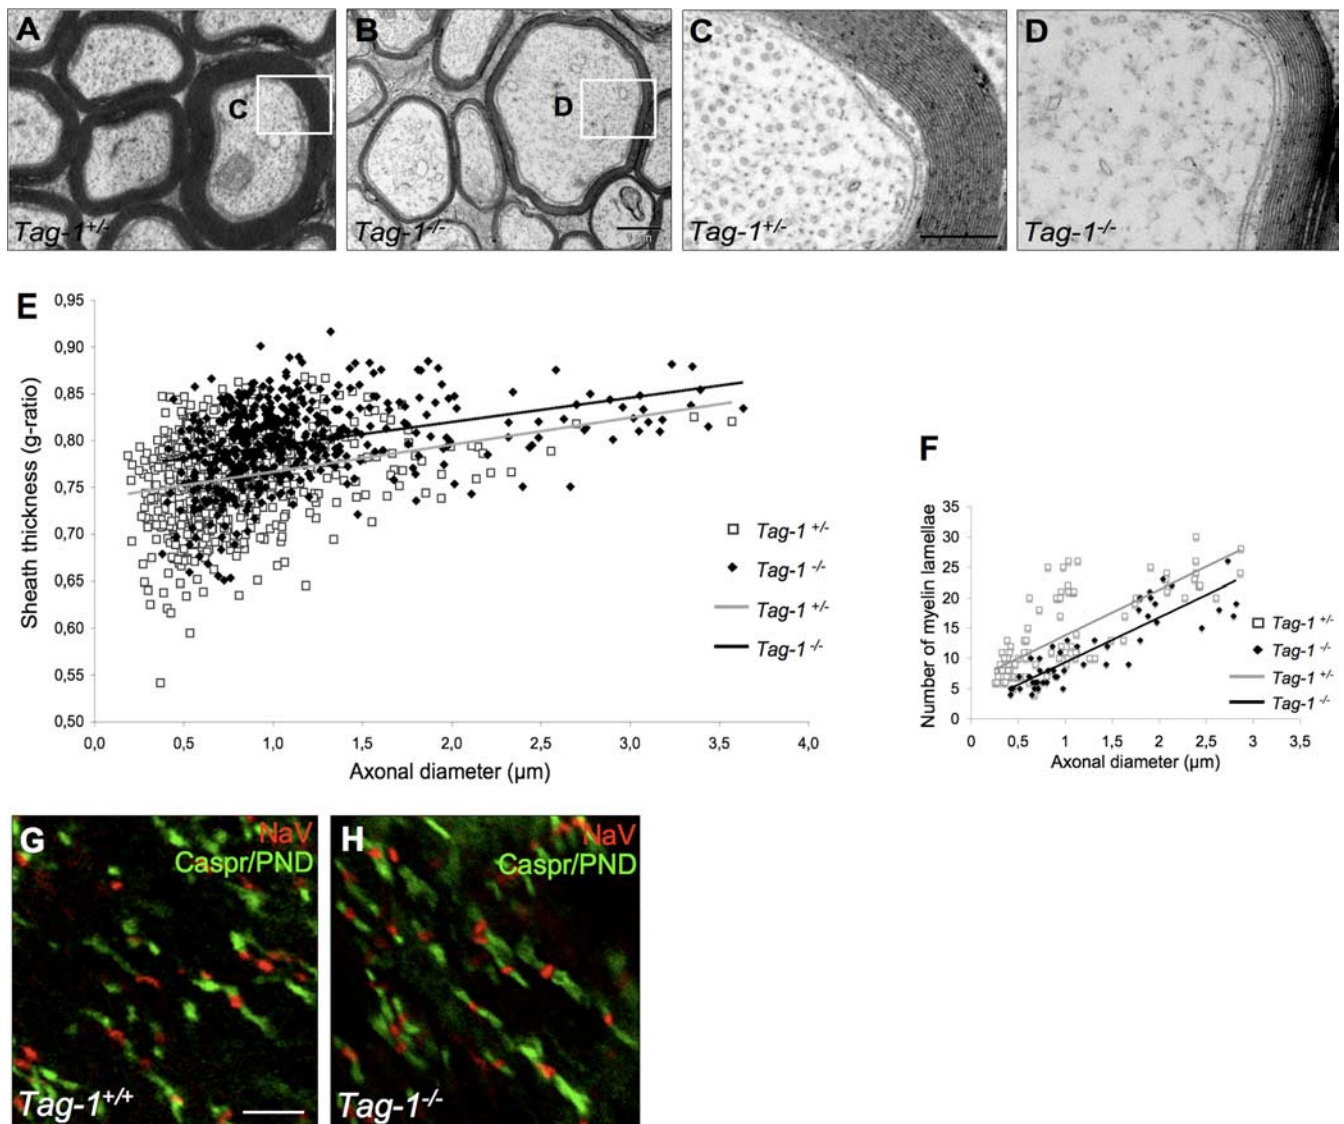 A
C
Tag-1+/-
B
D
Tag-1-/-
C
Tag-1+/-
D
Tag-1-/-
E
Sheath thickness (g-ratio)
0,95
0,90
0,85
0,80
0,75
0,70
0,65
0,60
0,55
0,50
0,0 0,5 1,0 1,5 2,0 2,5 3,0 3,5 4,0
Axonal diameter (µm)
Tag-1 +/-
Tag-1 -/-
Tag-1 +/-
Tag-1 -/-
F
Number of myelin lamellae
35
30
25
20
15
10
5
0
0 0,5 1 1,5 2 2,5 3 3,5
Axonal diameter (µm)
Tag-1 +/-
Tag-1 -/-
Tag-1 +/-
Tag-1 -/-
G
NaV
Caspr/PND
Tag-1+/+
H
NaV
Caspr/PND
Tag-1-/-